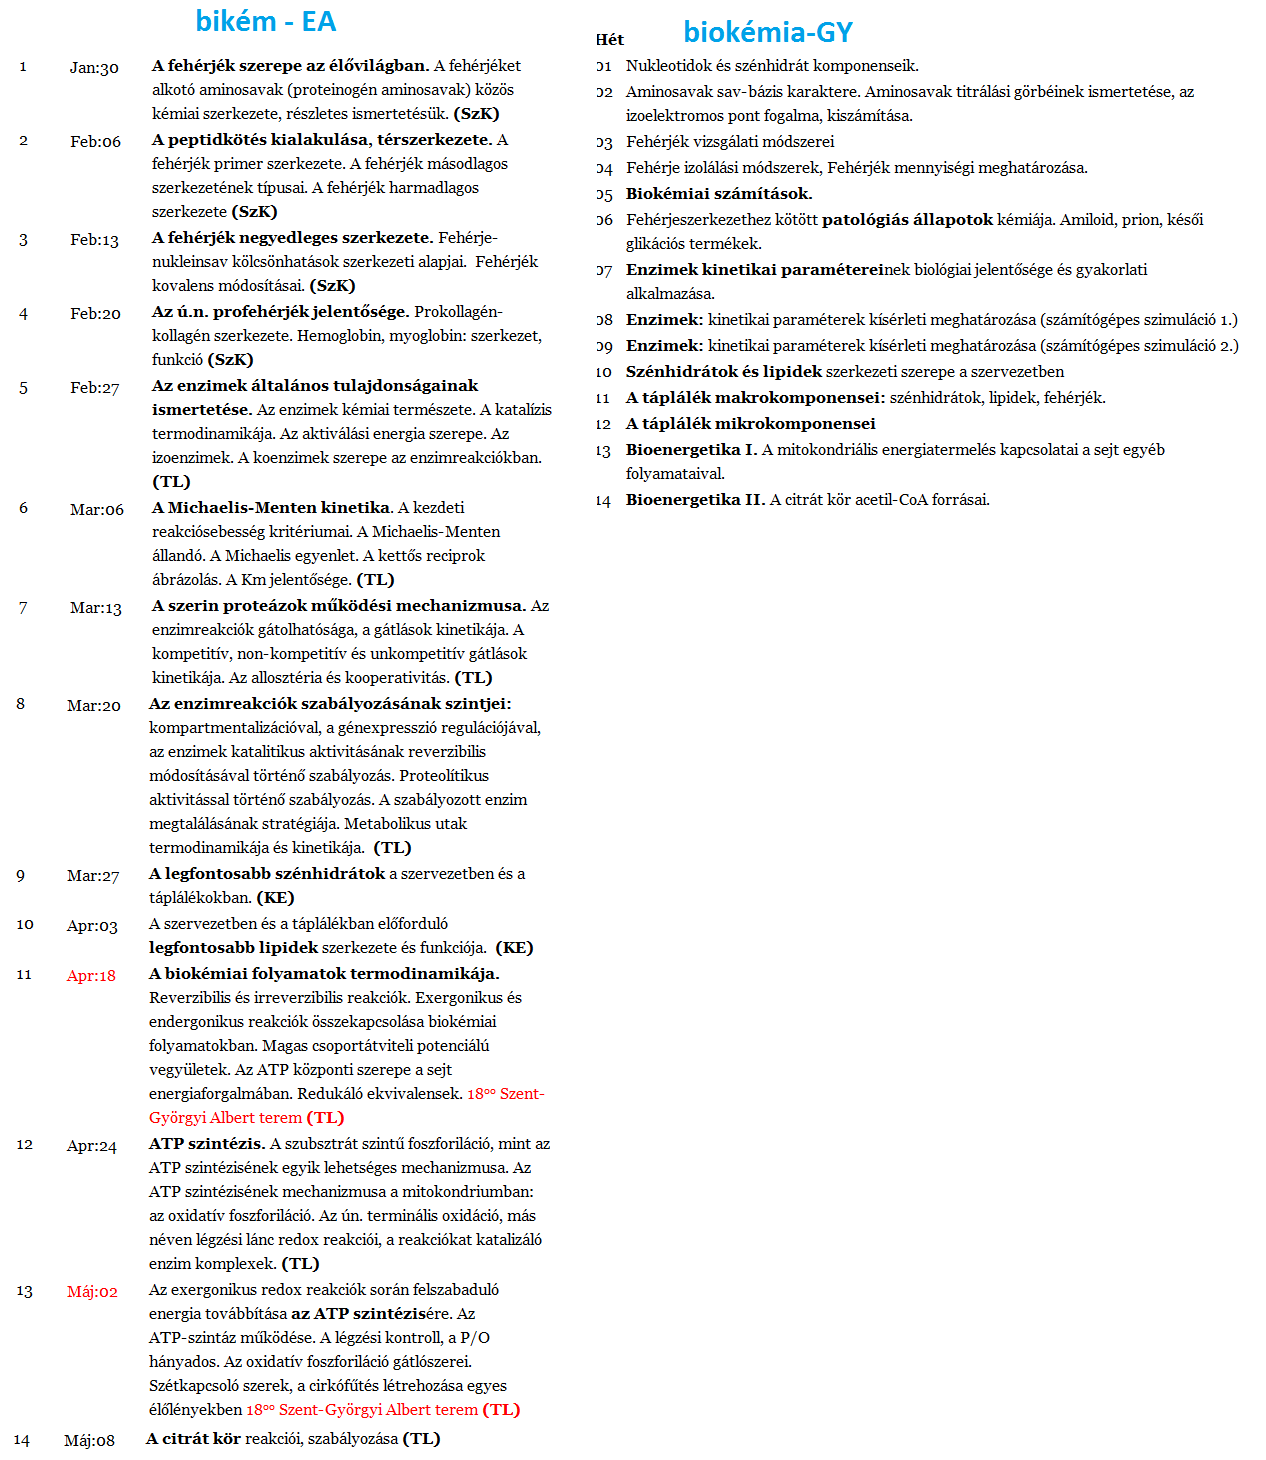 bikém - EA
1 Jan:30 A fehérjék szerepe az élővilágban. A fehérjéket
alkotó aminosavak (proteinogén aminosavak) közös
kémiai szerkezete, részletes ismertetésük. (SzK)
2 Feb:06 A peptidkötés kialakulása, térszerkezete. A
fehérjék primer szerkezete. A fehérjék másodlagos
szerkezetének típusai. A fehérjék harmadlagos
szerkezete (SzK)
3 Feb:13 A fehérjék negyedleges szerkezete. Fehérje-
nukleinsav kölcsönhatások szerkezeti alapjai. Fehérjék
kovalens módosításai. (SzK)
4 Feb:20 Az ú.n. profehérjék jelentősége. Prokollagén-
kollagén szerkezete. Hemoglobin, myoglobin: szerkezet,
funkció (SzK)
5 Feb:27 Az enzimek általános tulajdonságainak
ismertetése. Az enzimek kémiai természete. A katalízis
termodinamikája. Az aktiválási energia szerepe. Az
izoenzimek. A koenzimek szerepe az enzimreakciókban.
(TL)
6 Mar:06 A Michaelis-Menten kinetika. A kezdeti
reakciósebesség kritériumai. A Michaelis-Menten
állandó. A Michaelis egyenlet. A kettős reciprok
ábrázolás. A Km jelentősége. (TL)
7 Mar:13 A szerin proteázok működési mechanizmusa. Az
enzimreakciók gátolhatósága, a gátlások kinetikája. A
kompetitív, non-kompetitív és unkompetitív gátlások
kinetikája. Az allosztéria és kooperativitás. (TL)
8 Mar:20 Az enzimreakciók szabályozásának szintjei:
kompartmentalizációval, a génexpresszió regulációjával,
az enzimek katalitikus aktivitásának reverzibilis
módosításával történő szabályozás. Proteolítikus
aktivitással történő szabályozás. A szabályozott enzim
megtalálásának stratégiája. Metabolikus utak
termodinamikája és kinetikája. (TL)
9 Mar:27 A legfontosabb szénhidrátok a szervezetben és a
táplálékokban. (KE)
10 Apr:03 A szervezetben és a táplálékban előforduló
legfontosabb lipidek szerkezete és funkciója. (KE)
11 Apr:18 A biokémiai folyamatok termodinamikája.
Reverzibilis és irreverzibilis reakciók. Exergonikus és
endergonikus reakciók összekapcsolása biokémiai
folyamatokban. Magas csoportátviteli potenciálú
vegyületek. Az ATP központi szerepe a sejt
energiaforgalmában. Redukáló ekvivalensek. 18⁰⁰ Szent-
Györgyi Albert terem (TL)
12 Apr:24 ATP szintézis. A szubsztrát szintű foszforiláció, mint az
ATP szintézisének egyik lehetséges mechanizmusa. Az
ATP szintézisének mechanizmusa a mitokondriumban:
az oxidatív foszforiláció. Az ún. terminális oxidáció, más
néven légzési lánc redox reakciói, a reakciókat katalizáló
enzim komplexek. (TL)
13 Máj:02 Az exergonikus redox reakciók során felszabaduló
energia továbbítása az ATP szintézisére. Az
ATP-szintáz működése. A légzési kontroll, a P/O
hányados. Az oxidatív foszforiláció gátlószerei.
Szétkapcsoló szerek, a cirkófűtés létrehozása egyes
élőlényekben 18⁰⁰ Szent-Györgyi Albert terem (TL)
14 Máj:08 A citrát kör reakciói, szabályozása (TL)
biokémia-GY
Hét
01 Nukleotidok és szénhidrát komponenseik.
02 Aminosavak sav-bázis karaktere. Aminosavak titrálási görbéinek ismertetése, az
izoelektromos pont fogalma, kiszámítása.
03 Fehérjék vizsgálati módszerei
04 Fehérje izolálási módszerek, Fehérjék mennyiségi meghatározása.
05 Biokémiai számítások.
06 Fehérjeszerkezethez kötött patológiás állapotok kémiája. Amiloid, prion, késői
glikációs termékek.
07 Enzimek kinetikai paramétereinek biológiai jelentősége és gyakorlati
alkalmazása.
08 Enzimek: kinetikai paraméterek kísérleti meghatározása (számítógépes szimuláció 1.)
09 Enzimek: kinetikai paraméterek kísérleti meghatározása (számítógépes szimuláció 2.)
10 Szénhidrátok és lipidek szerkezeti szerepe a szervezetben
11 A táplálék makrokomponensei: szénhidrátok, lipidek, fehérjék.
12 A táplálék mikrokomponensei
13 Bioenergetika I. A mitokondriális energiatermelés kapcsolatai a sejt egyéb
folyamataival.
14 Bioenergetika II. A citrát kör acetil-CoA forrásai.